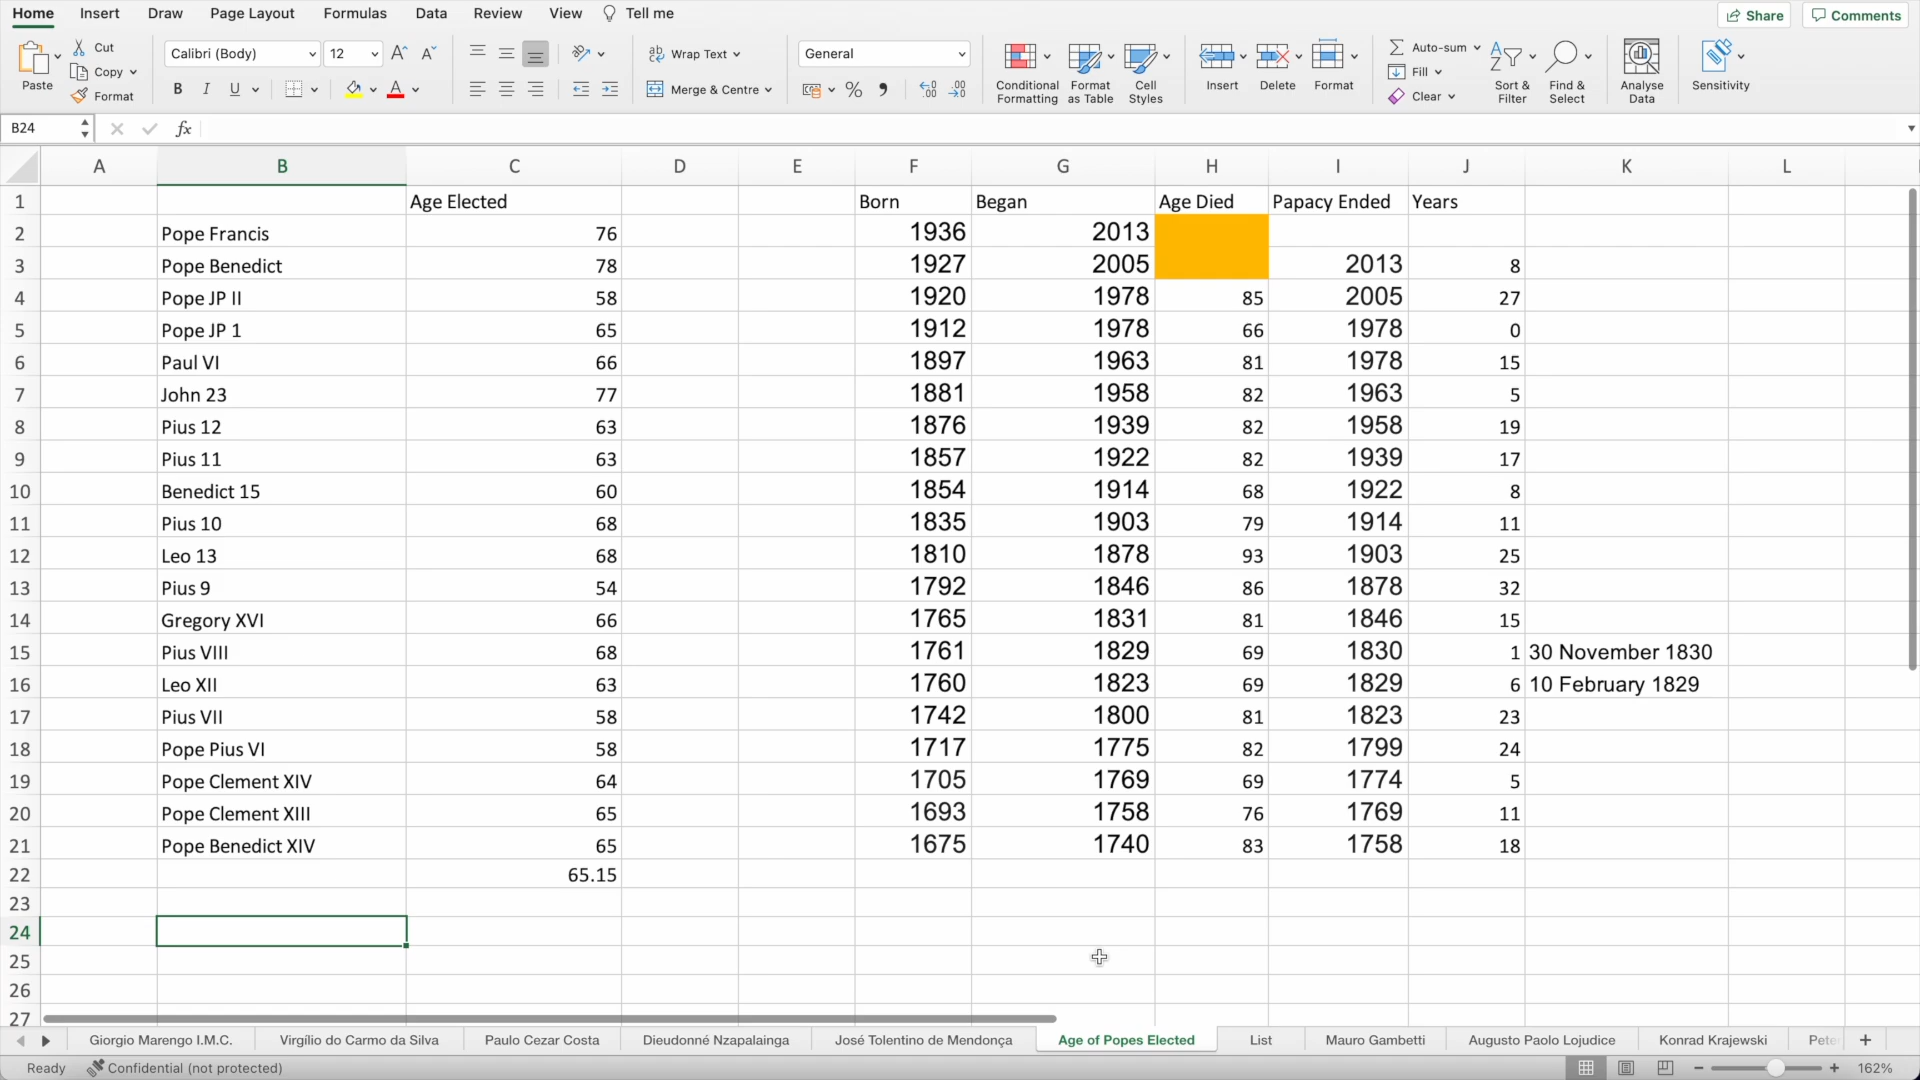 Home Insert Draw Page Layout Formulas Data Review View Tell me Share Comments
Paste Cut Copy Format
Calibri (Body) 12
B I U
Wrap Text Merge & Centre
General
Conditional Formatting Format as Table Cell Styles
Insert Delete Format
Auto-sum Fill Clear
Sort & Filter Find & Select Analyse Data Sensitivity
B24 fx
A B C D E F G H I J K L
1 Age Elected Born Began Age Died Papacy Ended Years
2 Pope Francis 76 1936 2013
3 Pope Benedict 78 1927 2005 2013 8
4 Pope JP II 58 1920 1978 85 2005 27
5 Pope JP 1 65 1912 1978 66 1978 0
6 Paul VI 66 1897 1963 81 1978 15
7 John 23 77 1881 1958 82 1963 5
8 Pius 12 63 1876 1939 82 1958 19
9 Pius 11 63 1857 1922 82 1939 17
10 Benedict 15 60 1854 1914 68 1922 8
11 Pius 10 68 1835 1903 79 1914 11
12 Leo 13 68 1810 1878 93 1903 25
13 Pius 9 54 1792 1846 86 1878 32
14 Gregory XVI 66 1765 1831 81 1846 15
15 Pius VIII 68 1761 1829 69 1830 1 30 November 1830
16 Leo XII 63 1760 1823 69 1829 6 10 February 1829
17 Pius VII 58 1742 1800 81 1823 23
18 Pope Pius VI 58 1717 1775 82 1799 24
19 Pope Clement XIV 64 1705 1769 69 1774 5
20 Pope Clement XIII 65 1693 1758 76 1769 11
21 Pope Benedict XIV 65 1675 1740 83 1758 18
22 65.15
23
24
25
26
27
Giorgio Marengo I.M.C. Virgílio do Carmo da Silva Paulo Cezar Costa Dieudonné Nzapalainga José Tolentino de Mendonça Age of Popes Elected List Mauro Gambetti Augusto Paolo Lojudice Konrad Krajewski Pete
Ready Confidential (not protected) 162%